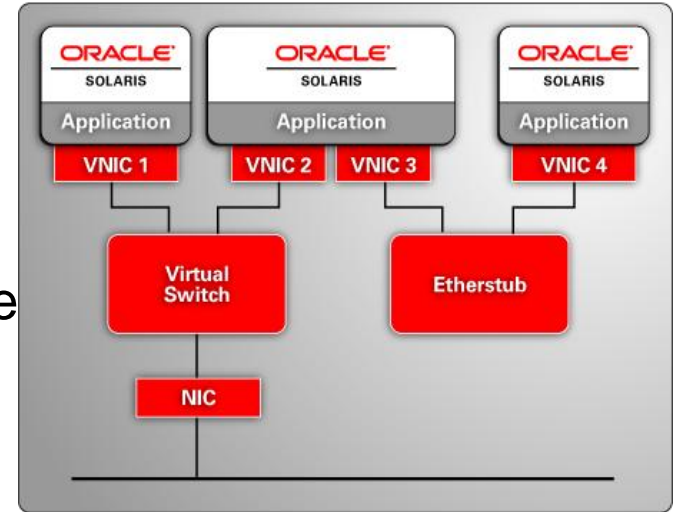 ORACLE ORACLE ORACLE
SOLARIS SOLARIS SOLARIS
Application Application Application
VNIC 1 VNIC 2 VNIC 3 VNIC 4
Virtual
Switch
Etherstub
e
NIC